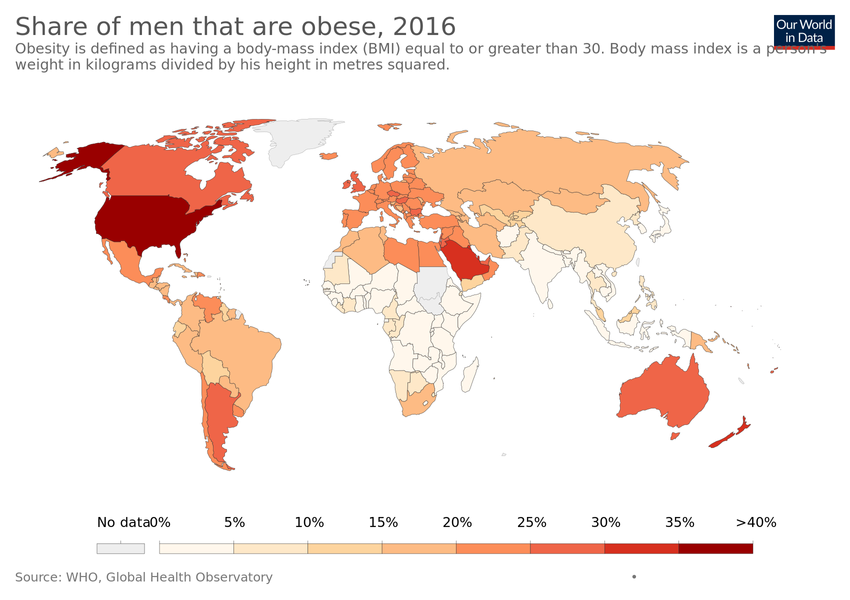 Share of men that are obese, 2016
Our World
in Data
Obesity is defined as having a body-mass index (BMI) equal to or greater than 30. Body mass index is a person's
weight in kilograms divided by his height in metres squared.
No data 0% 5% 10% 15% 20% 25% 30% 35% >40%
Source: WHO, Global Health Observatory